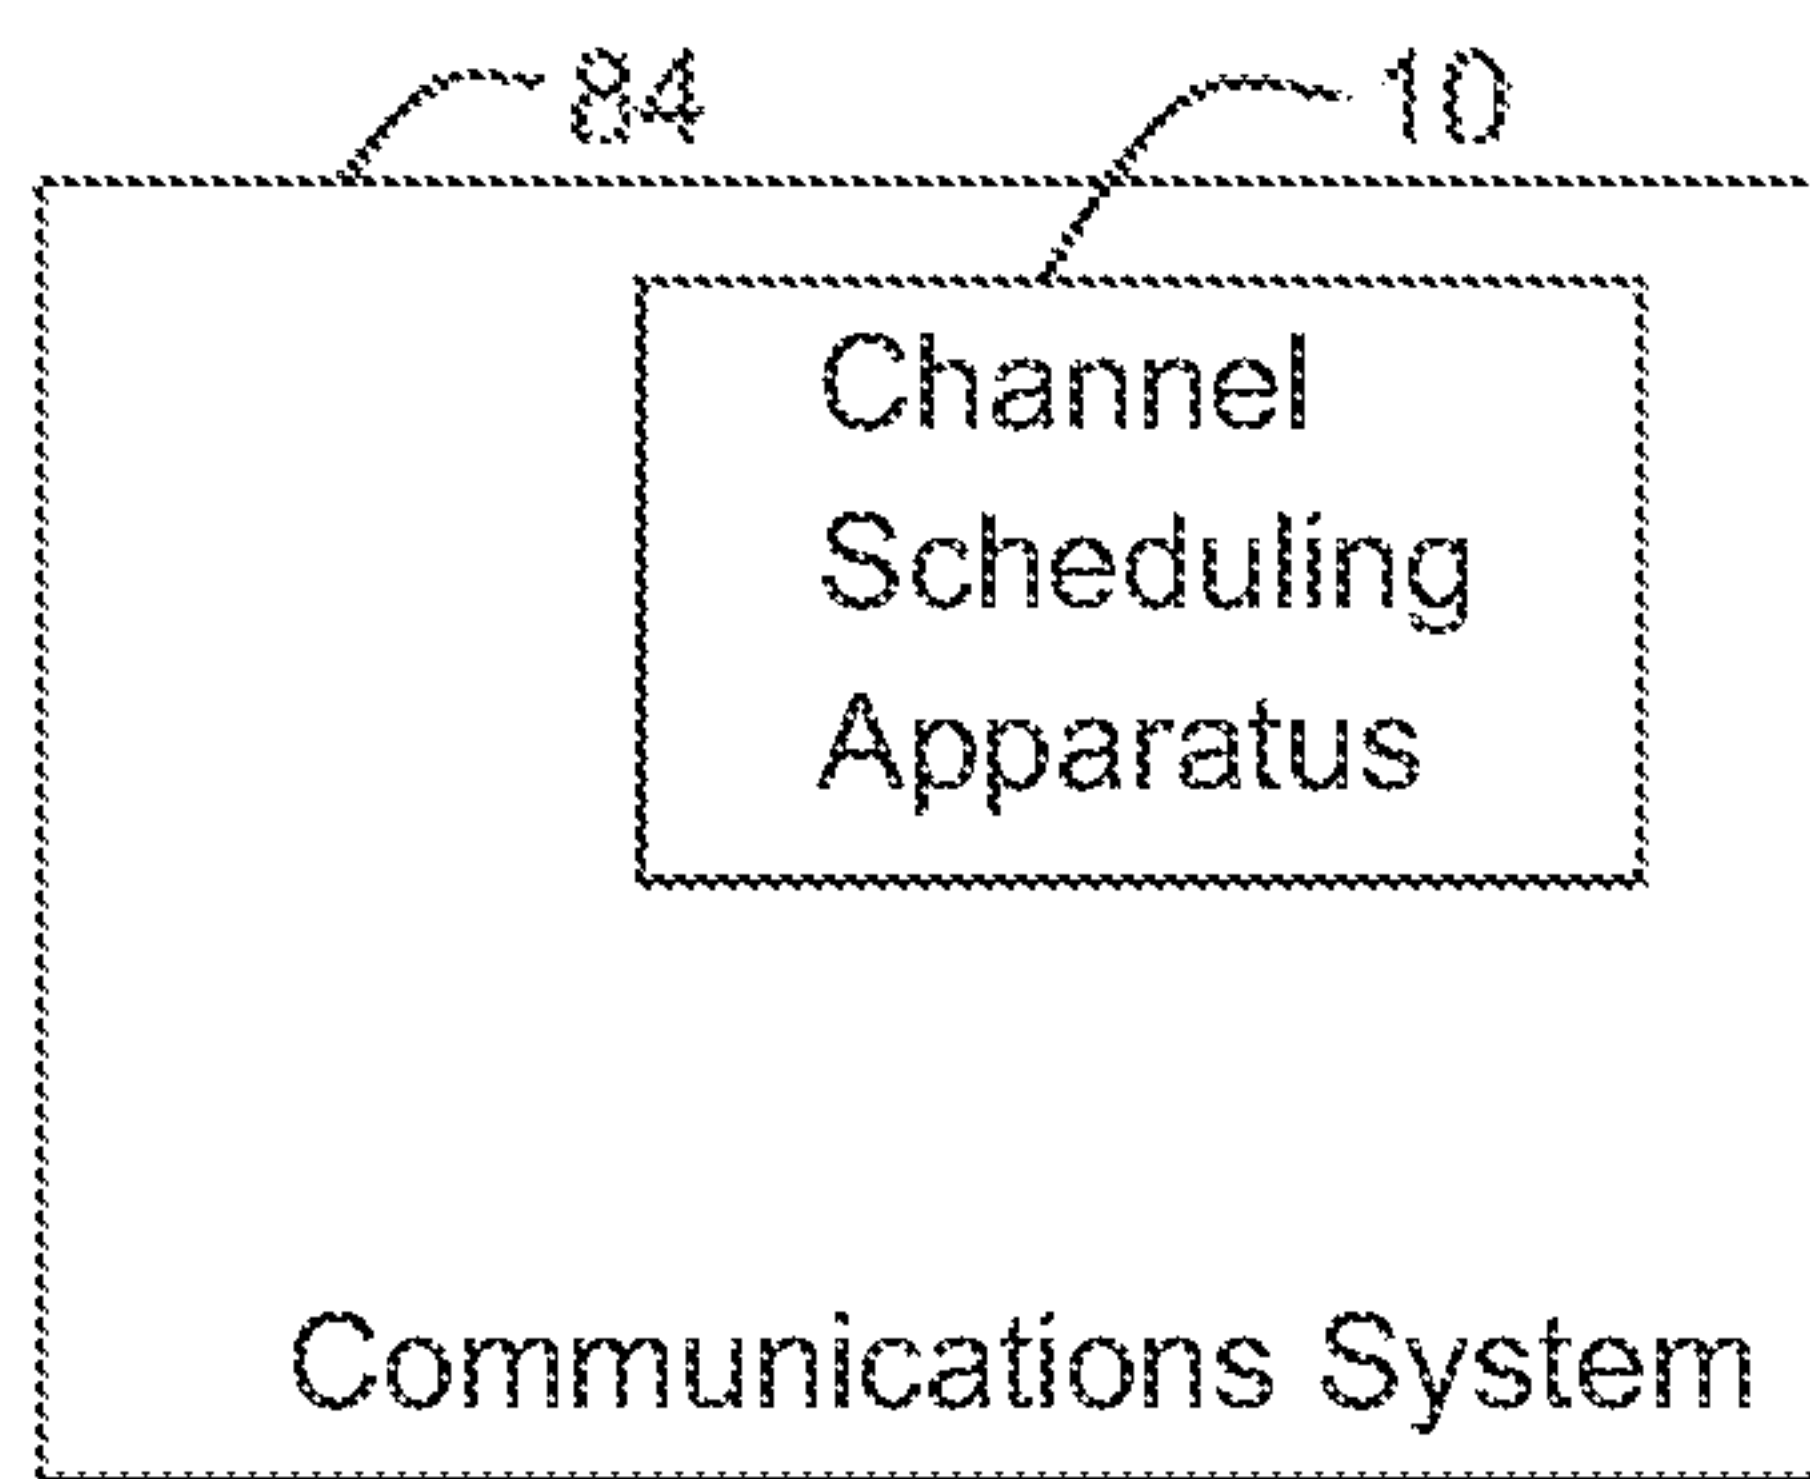 84 10
Channel
Scheduling
Apparatus
Communications System